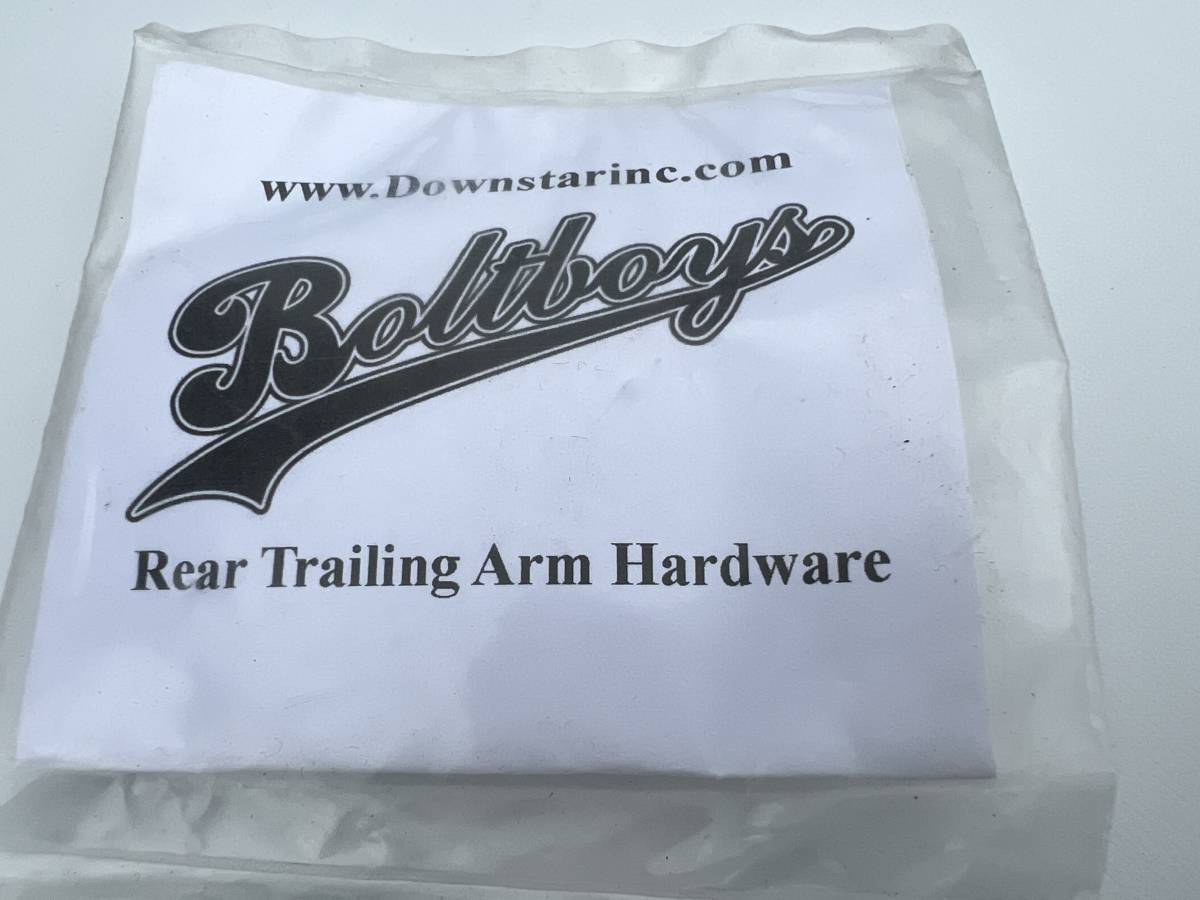 www.Downstarinc.com
Boltboys
Rear Trailing Arm Hardware